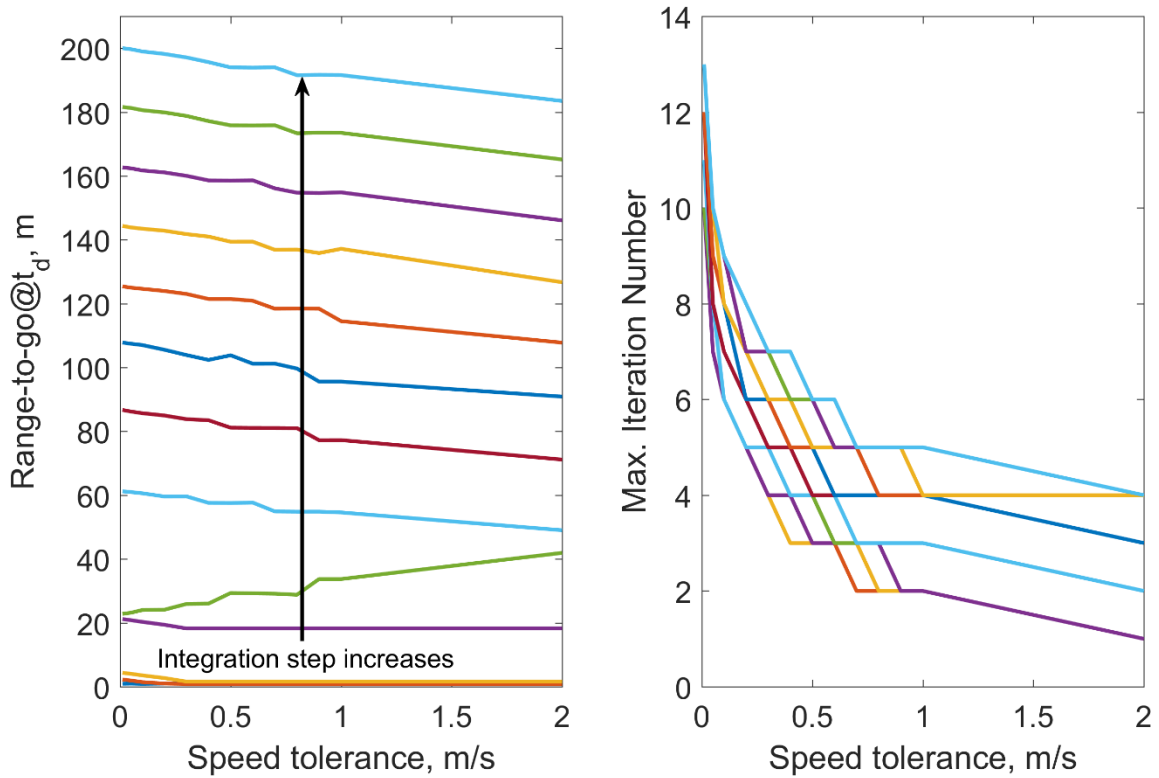 200
180
160
140
120
100
80
60
40
20
0
Range-to-go@t_d, m
Integration step increases
0 0.5 1 1.5 2
Speed tolerance, m/s
14
12
10
8
6
4
2
0
Max. Iteration Number
0 0.5 1 1.5 2
Speed tolerance, m/s